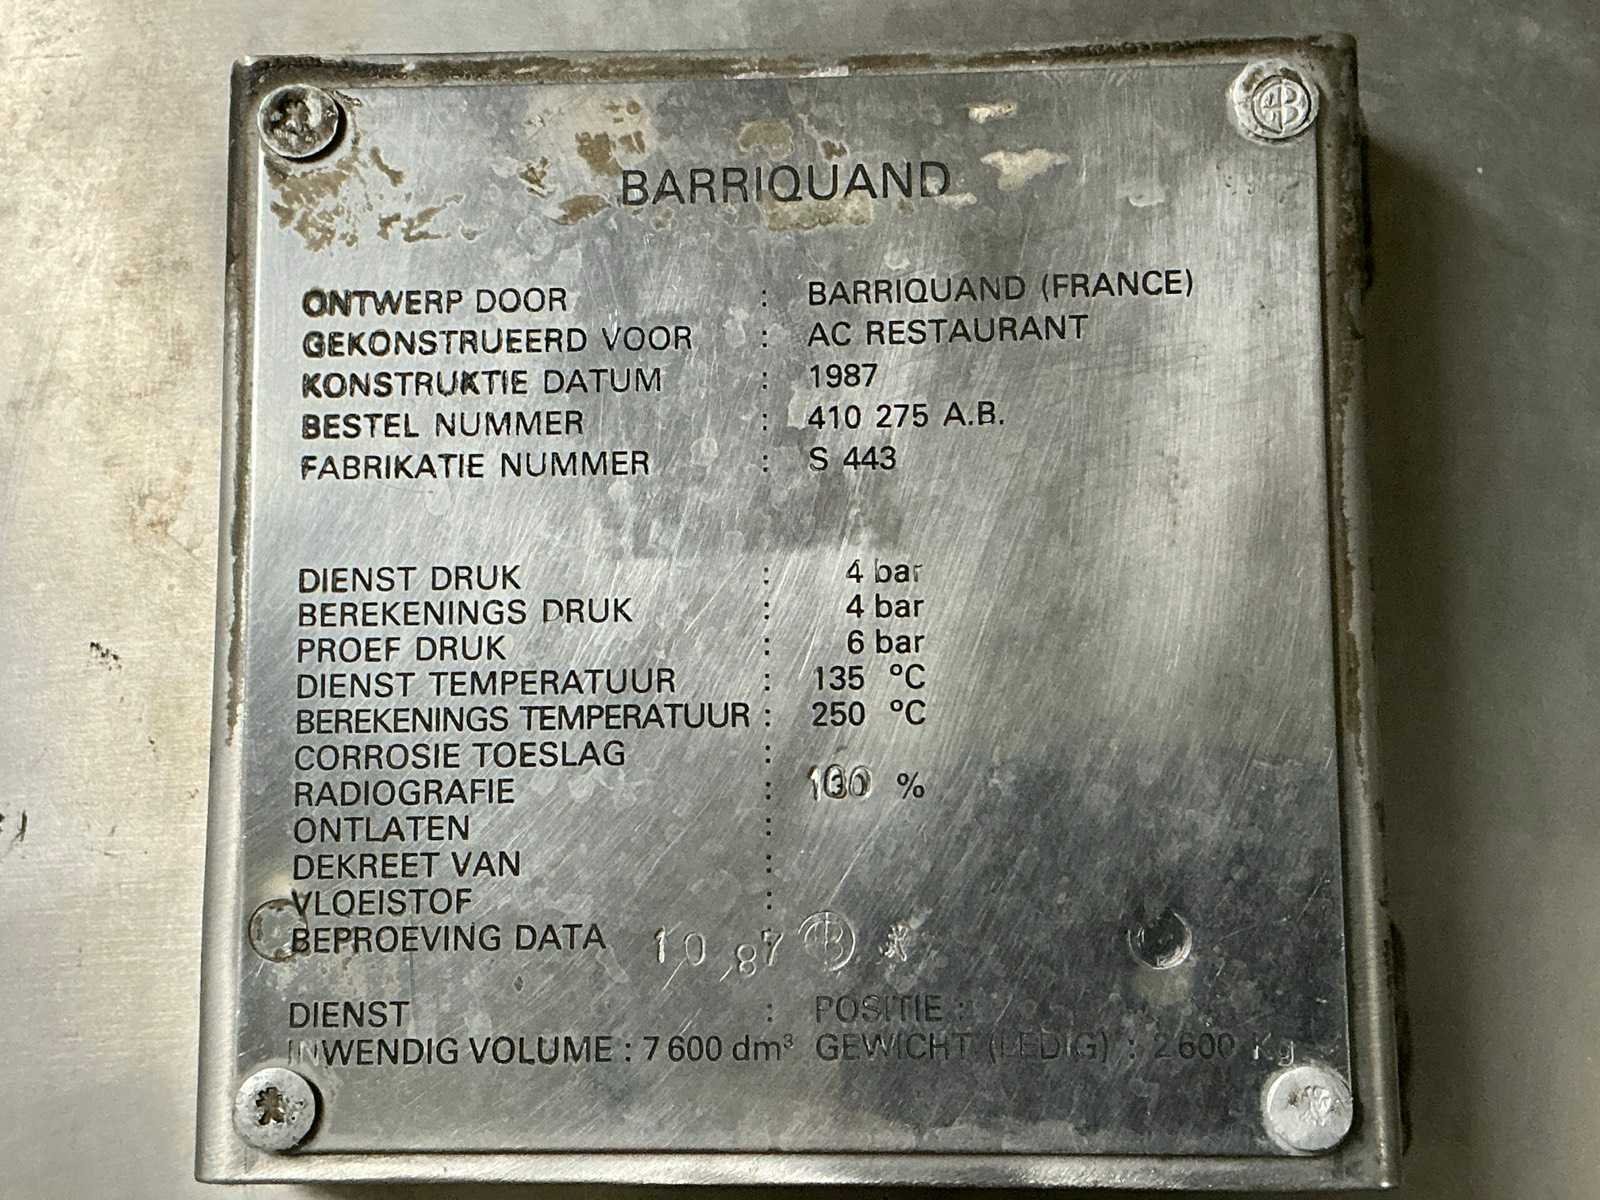 BARRIQUAND
ONTWERP DOOR : BARRIQUAND (FRANCE)
GEKONSTRUEERD VOOR : AC RESTAURANT
KONSTRUKTIE DATUM : 1987
BESTEL NUMMER : 410 275 A.B.
FABRIKATIE NUMMER : S 443
DIENST DRUK : 4 bar
BEREKENINGS DRUK : 4 bar
PROEF DRUK : 6 bar
DIENST TEMPERATUUR : 135 °C
BEREKENINGS TEMPERATUUR : 250 °C
CORROSIE TOESLAG :
RADIOGRAFIE : %
ONTLATEN :
DEKREET VAN :
VLOEISTOF :
BEPROEVING DATA 10 87
DIENST : POSITIE :
INWENDIG VOLUME : 7 600 dm³ GEWICHT (LEDIG) : 2 600 Kg